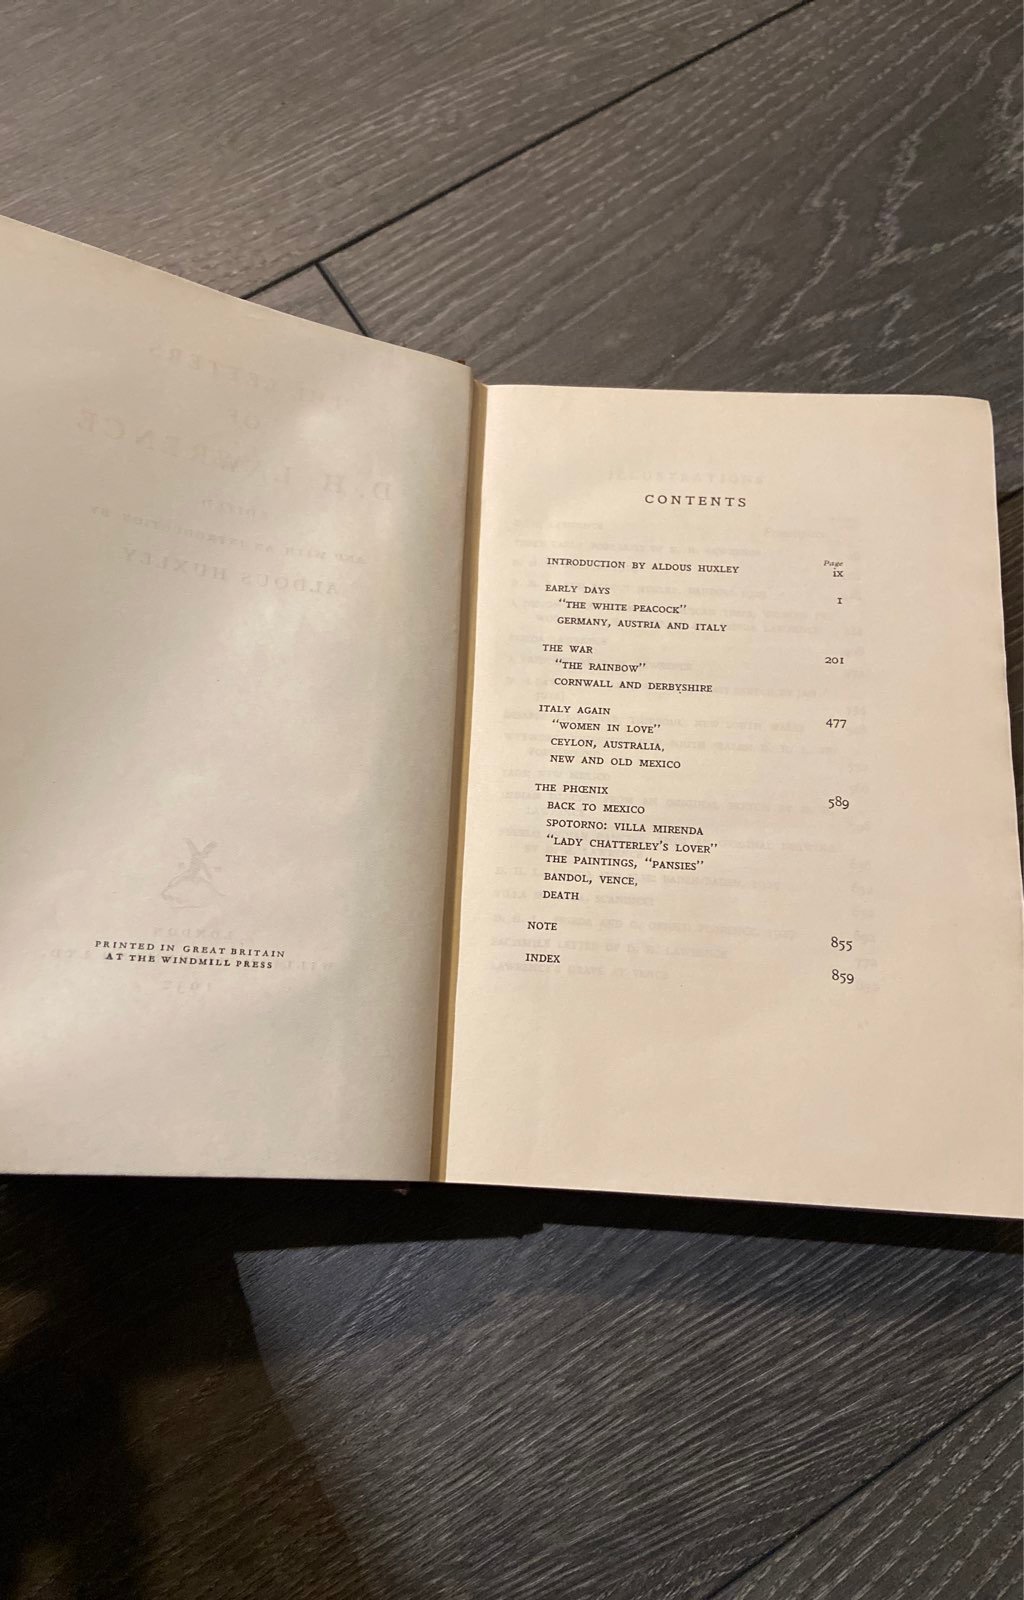 PRINTED IN GREAT BRITAIN
AT THE WINDMILL PRESS
CONTENTS
Page
INTRODUCTION BY ALDOUS HUXLEY ix
EARLY DAYS 1
"THE WHITE PEACOCK"
GERMANY, AUSTRIA AND ITALY
THE WAR 201
"THE RAINBOW"
CORNWALL AND DERBYSHIRE
ITALY AGAIN 477
"WOMEN IN LOVE"
CEYLON, AUSTRALIA,
NEW AND OLD MEXICO
THE PHŒNIX 589
BACK TO MEXICO
SPOTORNO: VILLA MIRENDA
"LADY CHATTERLEY'S LOVER"
THE PAINTINGS, "PANSIES"
BANDOL, VENCE,
DEATH
NOTE 855
INDEX 859